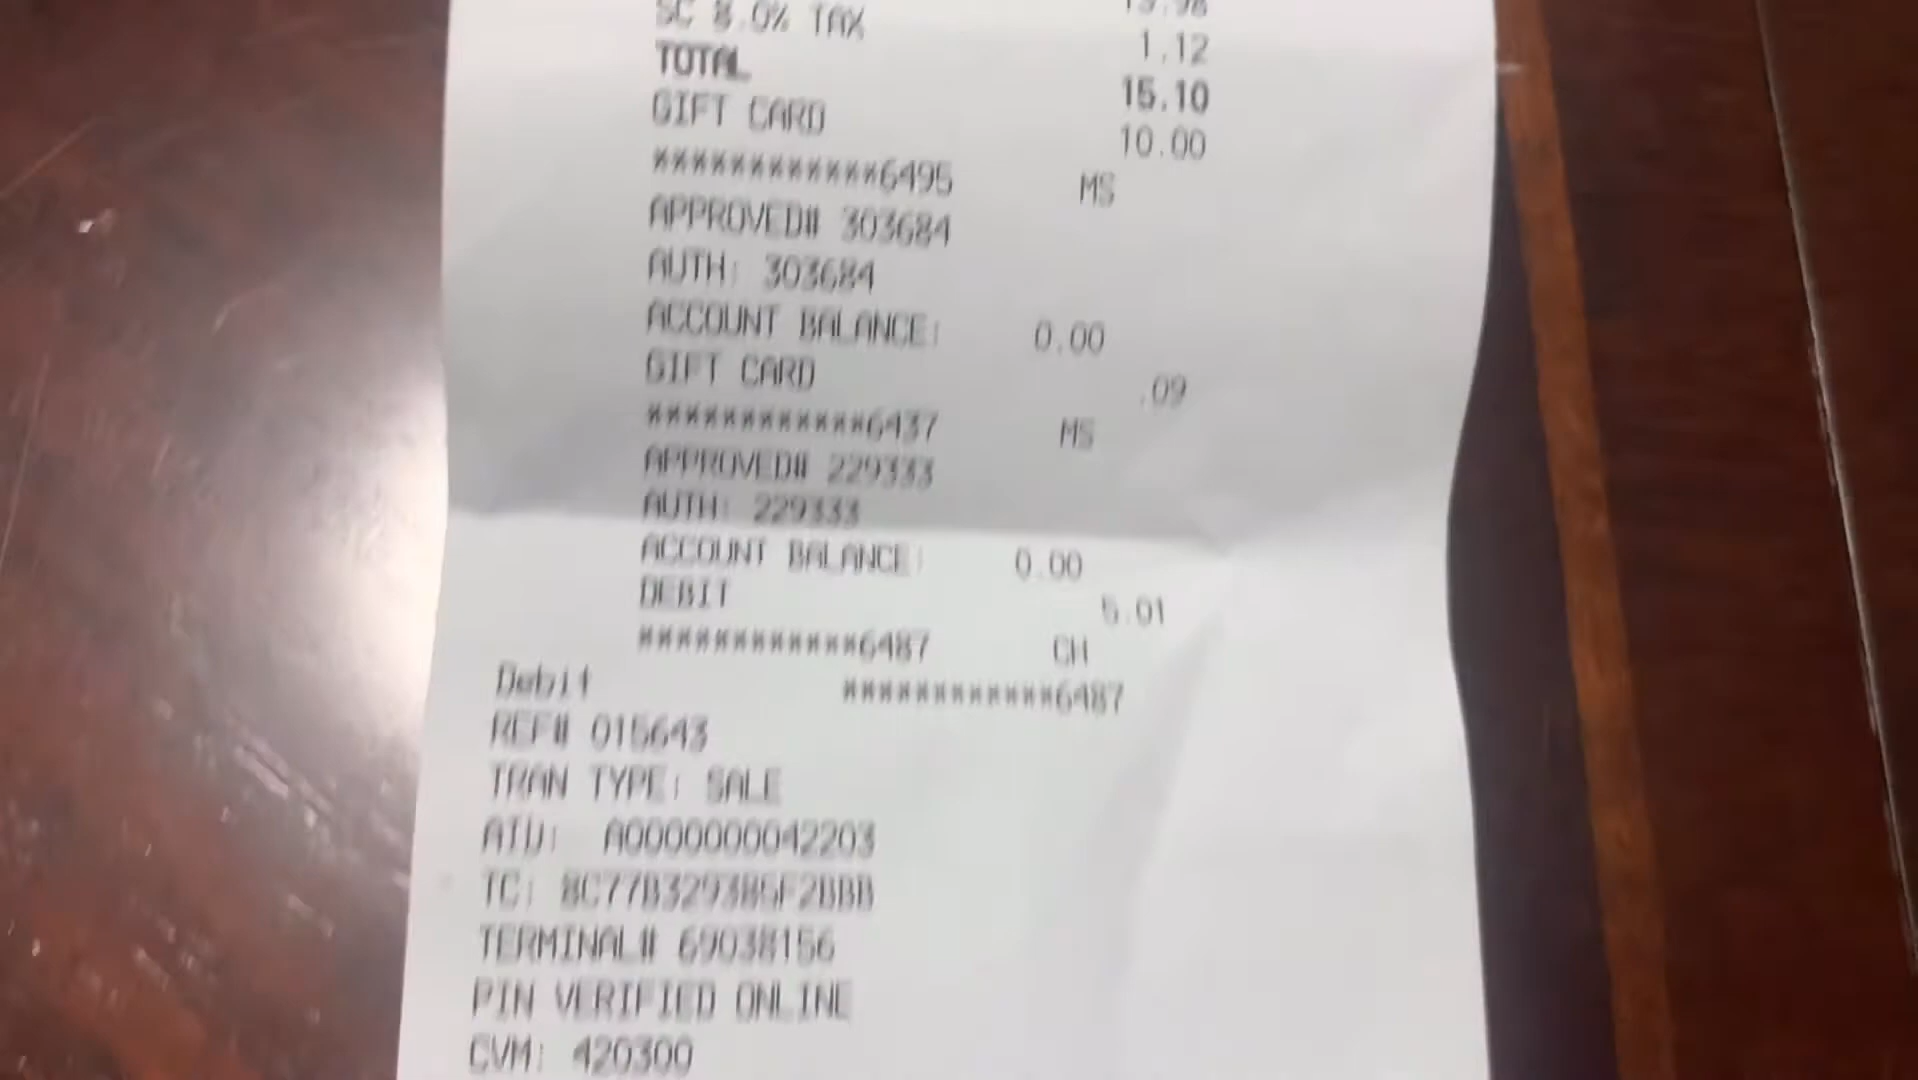 SC 8.0% TAX 13.98
1.12
TOTAL 15.10
GIFT CARD 10.00
************6495 MS
APPROVED# 303684
AUTH: 303684
ACCOUNT BALANCE: 0.00
GIFT CARD .09
************6437 MS
APPROVED# 229333
AUTH: 229333
ACCOUNT BALANCE: 0.00
DEBIT 5.01
************6487 CH
Debit ************6487
REF# 015643
TRAN TYPE: SALE
AID: A0000000042203
TC: 8C77B329385F2BBB
TERMINAL# 69038156
PIN VERIFIED ONLINE
CVM: 420300